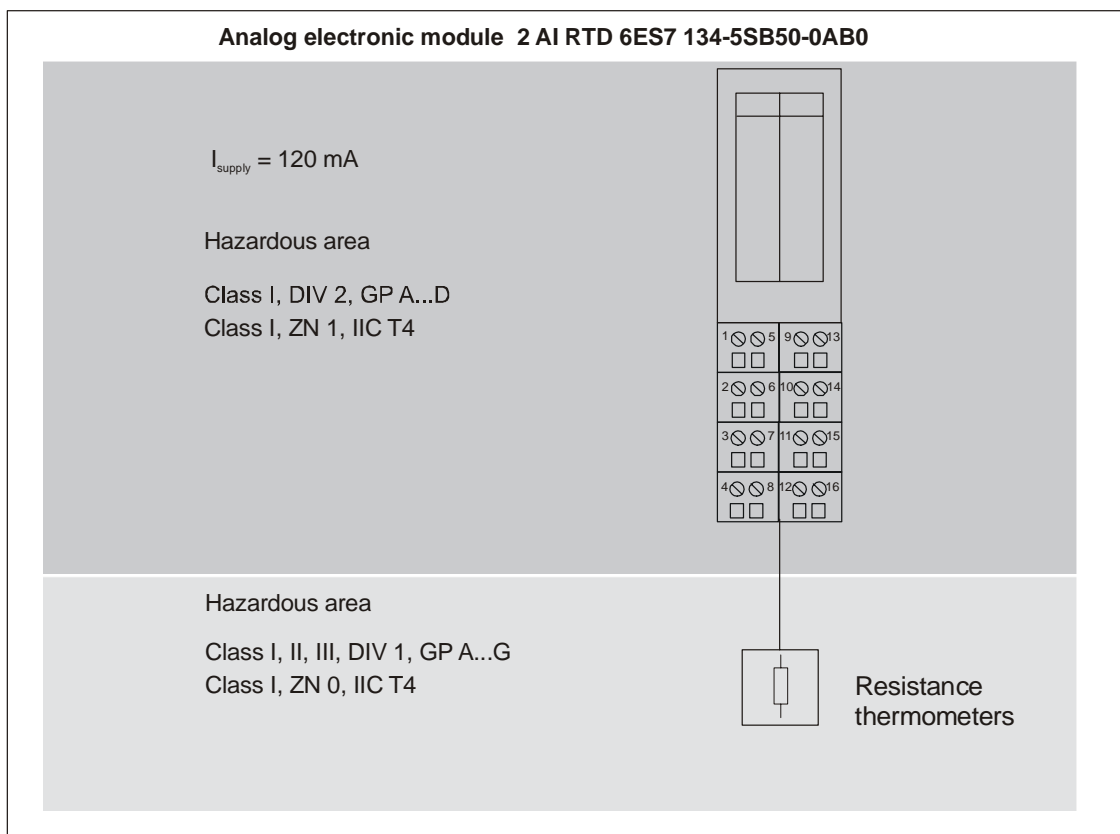 Analog electronic module 2 AI RTD 6ES7 134-5SB50-0AB0
Isupply = 120 mA
Hazardous area
Class I, DIV 2, GP A...D
Class I, ZN 1, IIC T4
1 5 9 13
2 6 10 14
3 7 11 15
4 8 12 16
Hazardous area
Class I, II, III, DIV 1, GP A...G
Class I, ZN 0, IIC T4
Resistance
thermometers